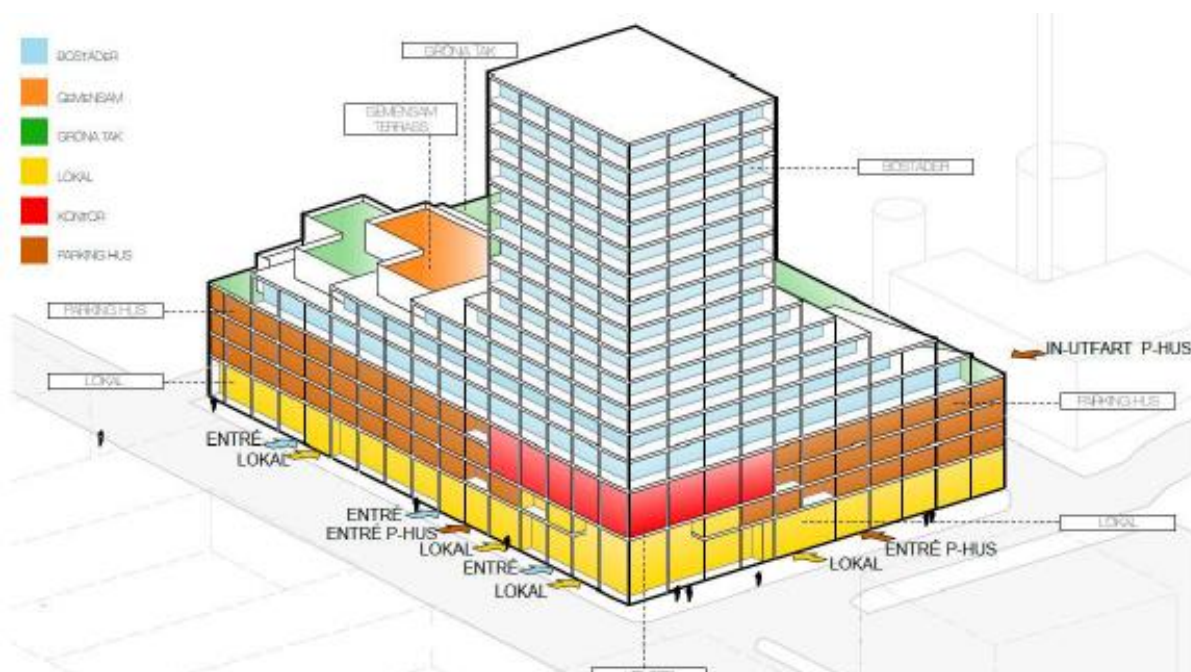 BOSTÄDER
GEMENSAM
GRÖNA TAK
LOKAL
KONTOR
PARKING HUS
GRÖNA TAK
GEMENSAM
TERRASS
BOSTÄDER
PARKING HUS
LOKAL
IN-UTFART P-HUS
PARKING HUS
LOKAL
ENTRÉ
LOKAL
ENTRÉ
ENTRÉ P-HUS
LOKAL
ENTRÉ
LOKAL
ENTRÉ P-HUS
LOKAL